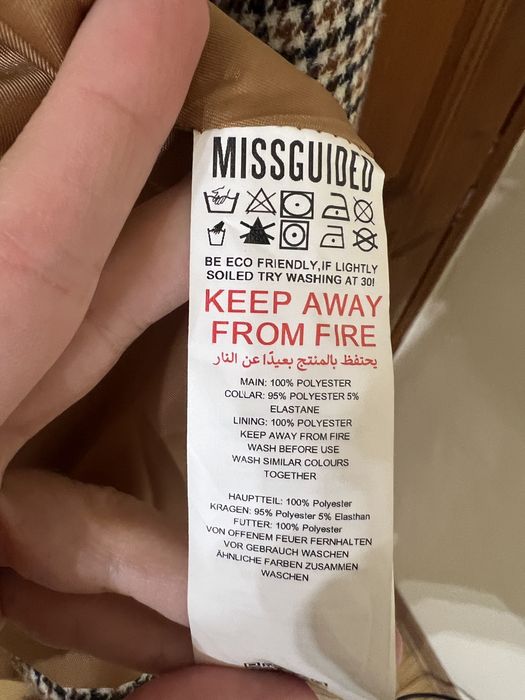 MISSGUIDED
BE ECO FRIENDLY,IF LIGHTLY
SOILED TRY WASHING AT 30!
KEEP AWAY
FROM FIRE
يحتفظ بالمنتج بعيدًا عن النار
MAIN: 100% POLYESTER
COLLAR: 95% POLYESTER 5%
ELASTANE
LINING: 100% POLYESTER
KEEP AWAY FROM FIRE
WASH BEFORE USE
WASH SIMILAR COLOURS
TOGETHER
HAUPTTEIL: 100% Polyester
KRAGEN: 95% Polyester 5% Elasthan
FUTTER: 100% Polyester
VON OFFENEM FEUER FERNHALTEN
VOR GEBRAUCH WASCHEN
ÄHNLICHE FARBEN ZUSAMMEN
WASCHEN